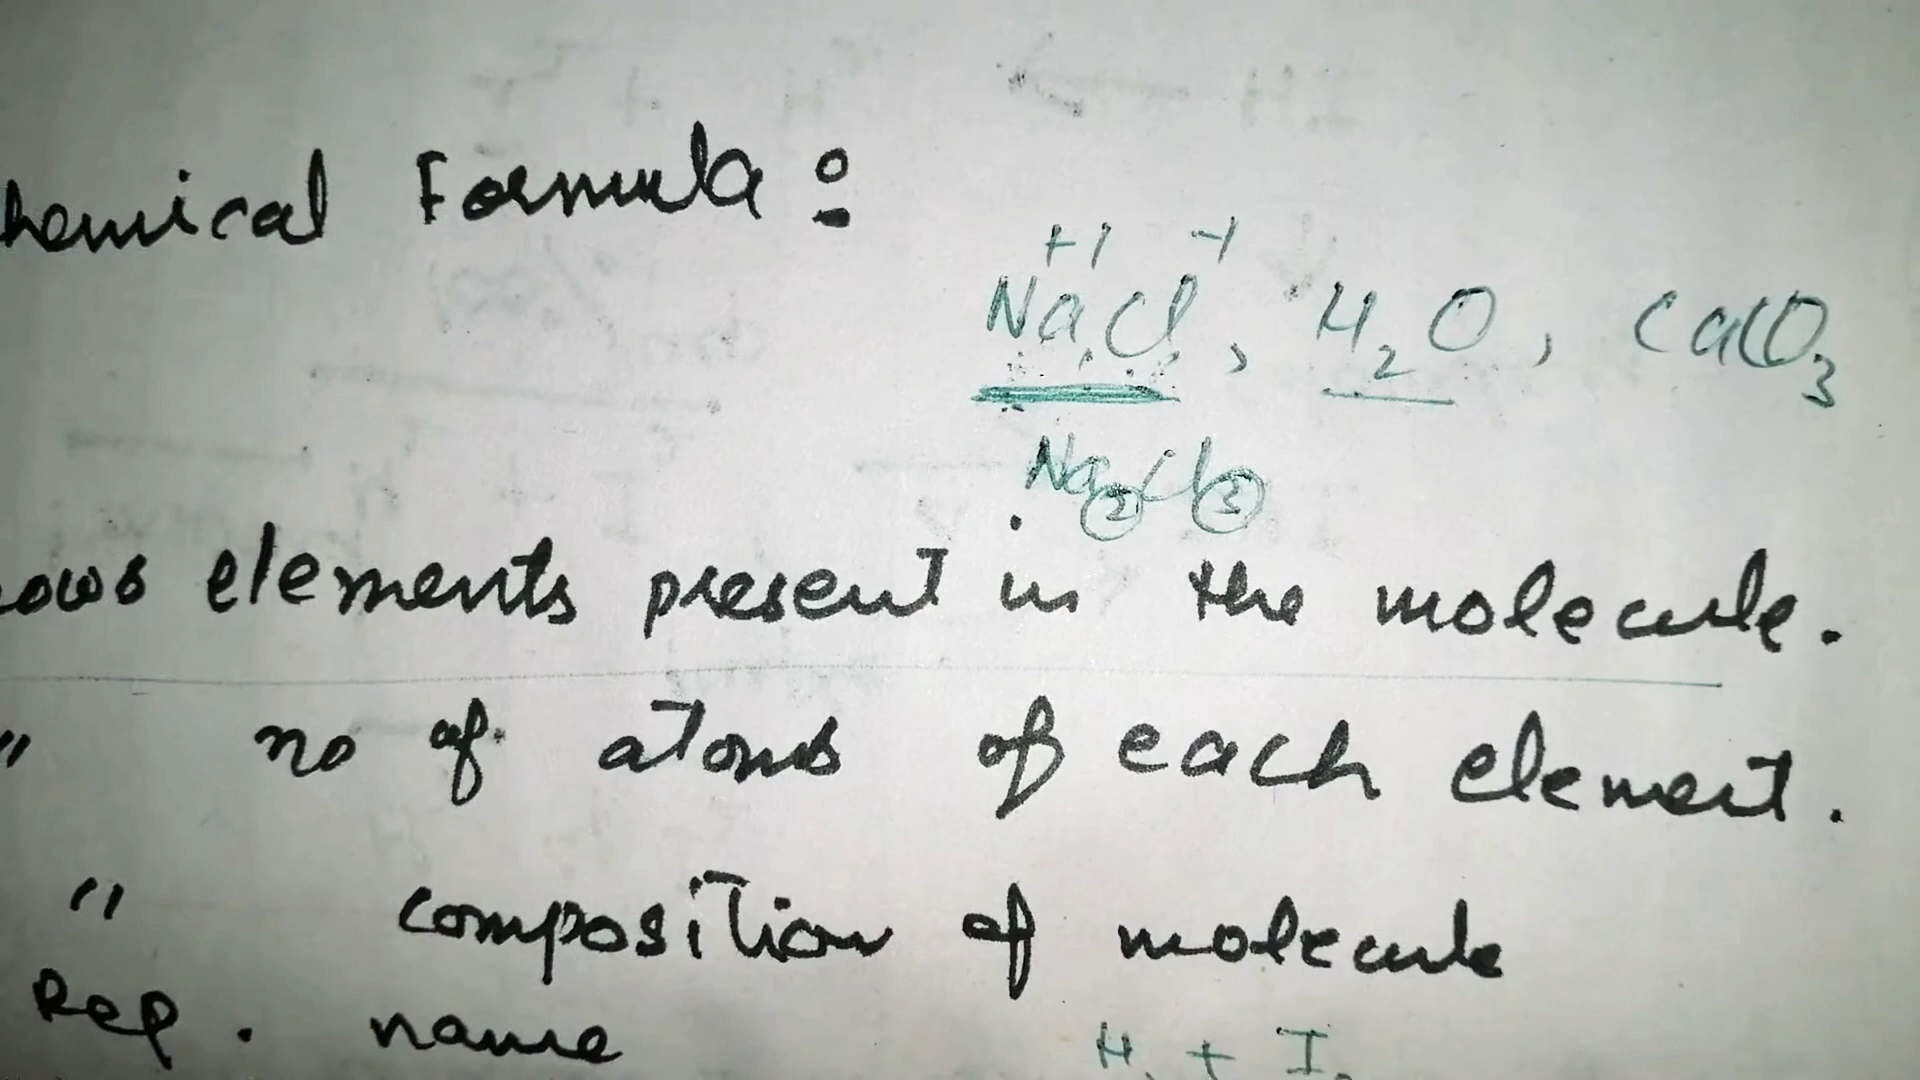 hemical Formula :
+1 -1
NaCl, H₂O, CaCO₃
Na₂Cl₃
ows elements present in the molecule.
" no of atoms of each element.
" composition of molecule
Rep. name
H + I